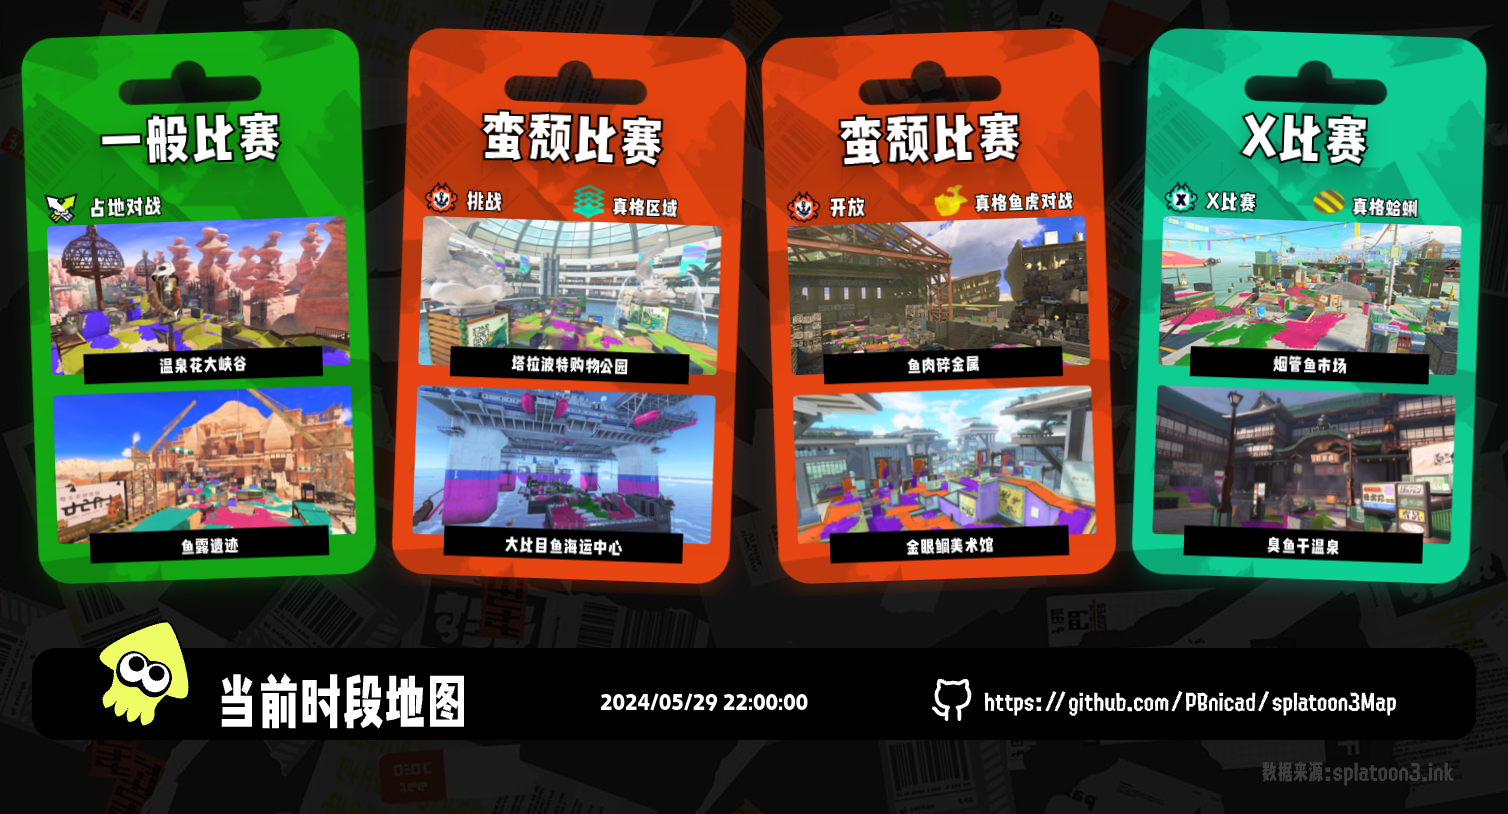 一般比赛
占地对战
温泉花大峡谷
鱼露遗迹
蛮颓比赛
挑战
真格区域
塔拉波特购物公园
大比目鱼海运中心
蛮颓比赛
开放
真格鱼虎对战
鱼肉碎金属
金眼鲷美术馆
X比赛
X比赛
真格蛤蜊
烟管鱼市场
臭鱼干温泉
当前时段地图
2024/05/29 22:00:00
https://github.com/PBnicad/splatoon3Map
数据来源:splatoon3.ink